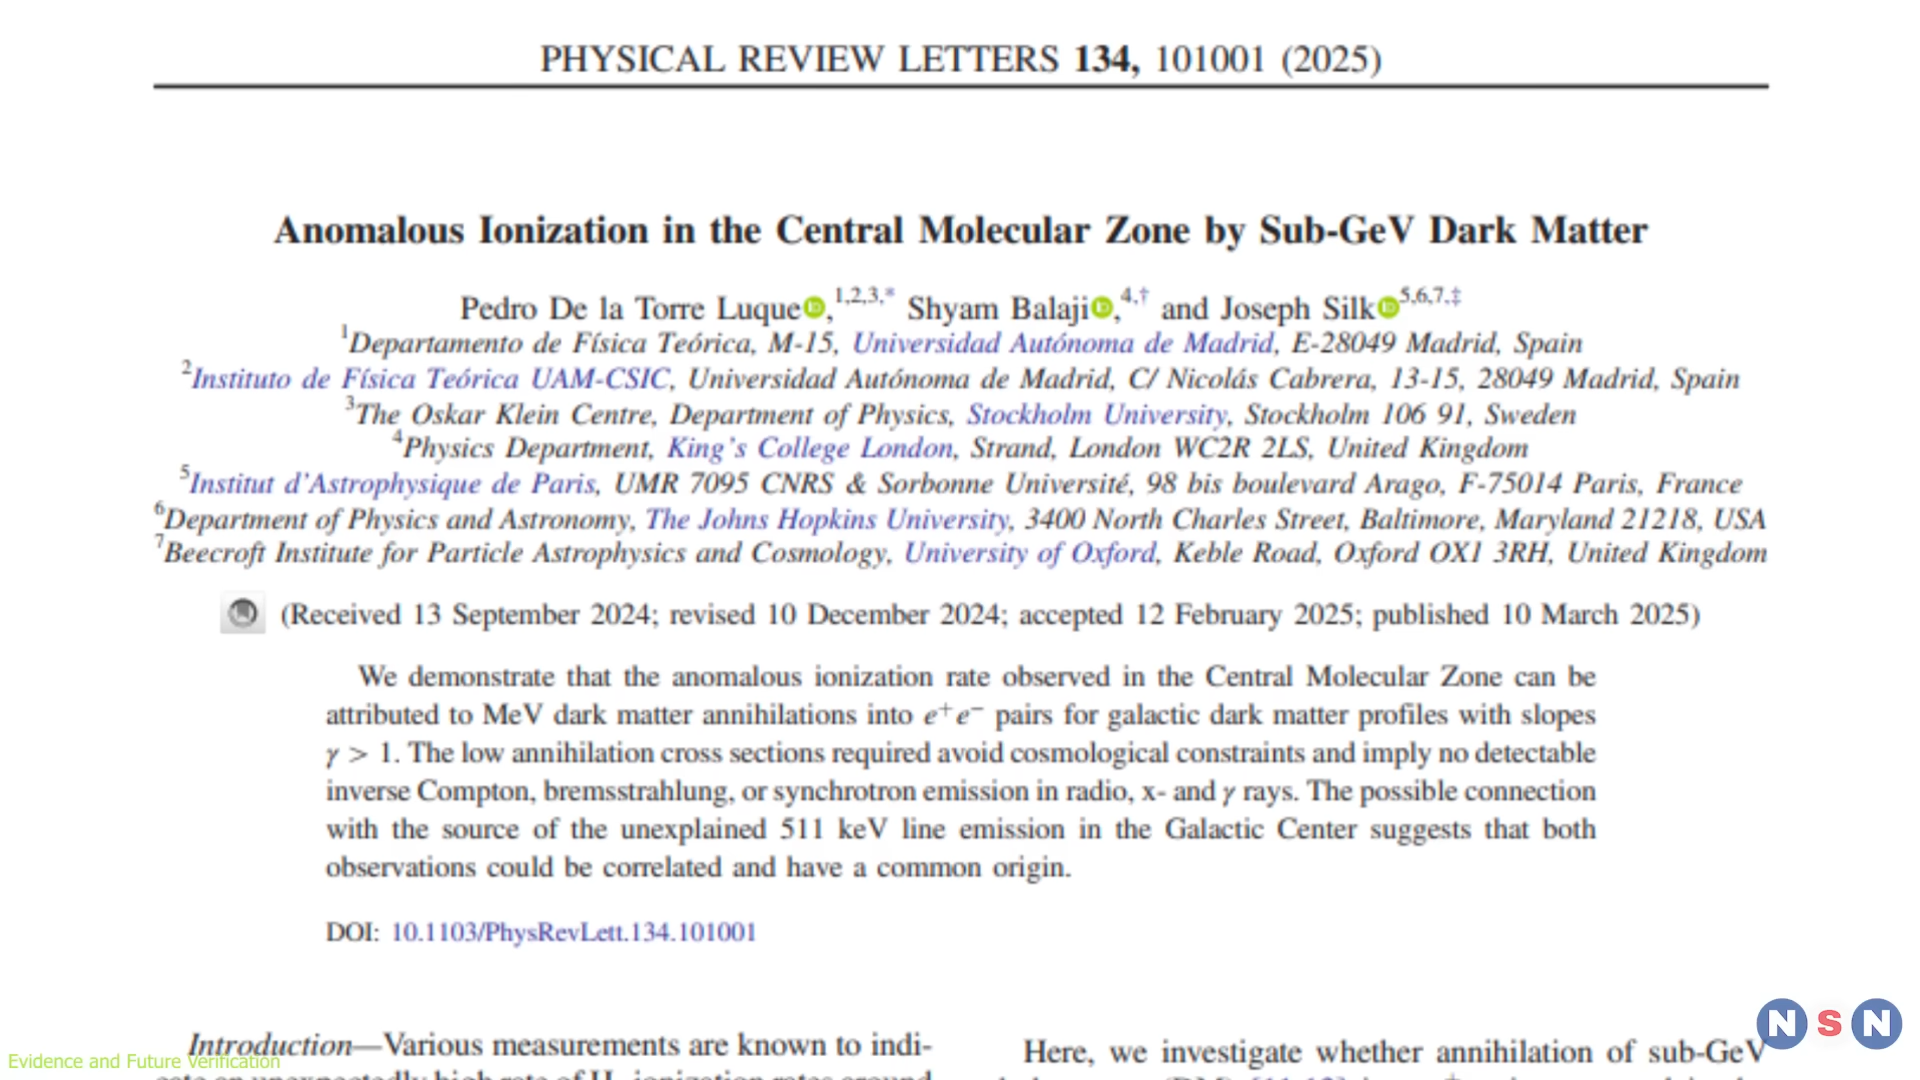 PHYSICAL REVIEW LETTERS 134, 101001 (2025)
Anomalous Ionization in the Central Molecular Zone by Sub-GeV Dark Matter
Pedro De la Torre Luque,1,2,3,* Shyam Balaji,4,† and Joseph Silk5,6,7,‡
1Departamento de Física Teórica, M-15, Universidad Autónoma de Madrid, E-28049 Madrid, Spain
2Instituto de Física Teórica UAM-CSIC, Universidad Autónoma de Madrid, C/ Nicolás Cabrera, 13-15, 28049 Madrid, Spain
3The Oskar Klein Centre, Department of Physics, Stockholm University, Stockholm 106 91, Sweden
4Physics Department, King's College London, Strand, London WC2R 2LS, United Kingdom
5Institut d'Astrophysique de Paris, UMR 7095 CNRS & Sorbonne Université, 98 bis boulevard Arago, F-75014 Paris, France
6Department of Physics and Astronomy, The Johns Hopkins University, 3400 North Charles Street, Baltimore, Maryland 21218, USA
7Beecroft Institute for Particle Astrophysics and Cosmology, University of Oxford, Keble Road, Oxford OX1 3RH, United Kingdom
(Received 13 September 2024; revised 10 December 2024; accepted 12 February 2025; published 10 March 2025)
We demonstrate that the anomalous ionization rate observed in the Central Molecular Zone can be
attributed to MeV dark matter annihilations into e+e− pairs for galactic dark matter profiles with slopes
γ > 1. The low annihilation cross sections required avoid cosmological constraints and imply no detectable
inverse Compton, bremsstrahlung, or synchrotron emission in radio, x- and γ rays. The possible connection
with the source of the unexplained 511 keV line emission in the Galactic Center suggests that both
observations could be correlated and have a common origin.
DOI: 10.1103/PhysRevLett.134.101001
Introduction—Various measurements are known to indi-
Here, we investigate whether annihilation of sub-GeV
Evidence and Future Verification
N S N